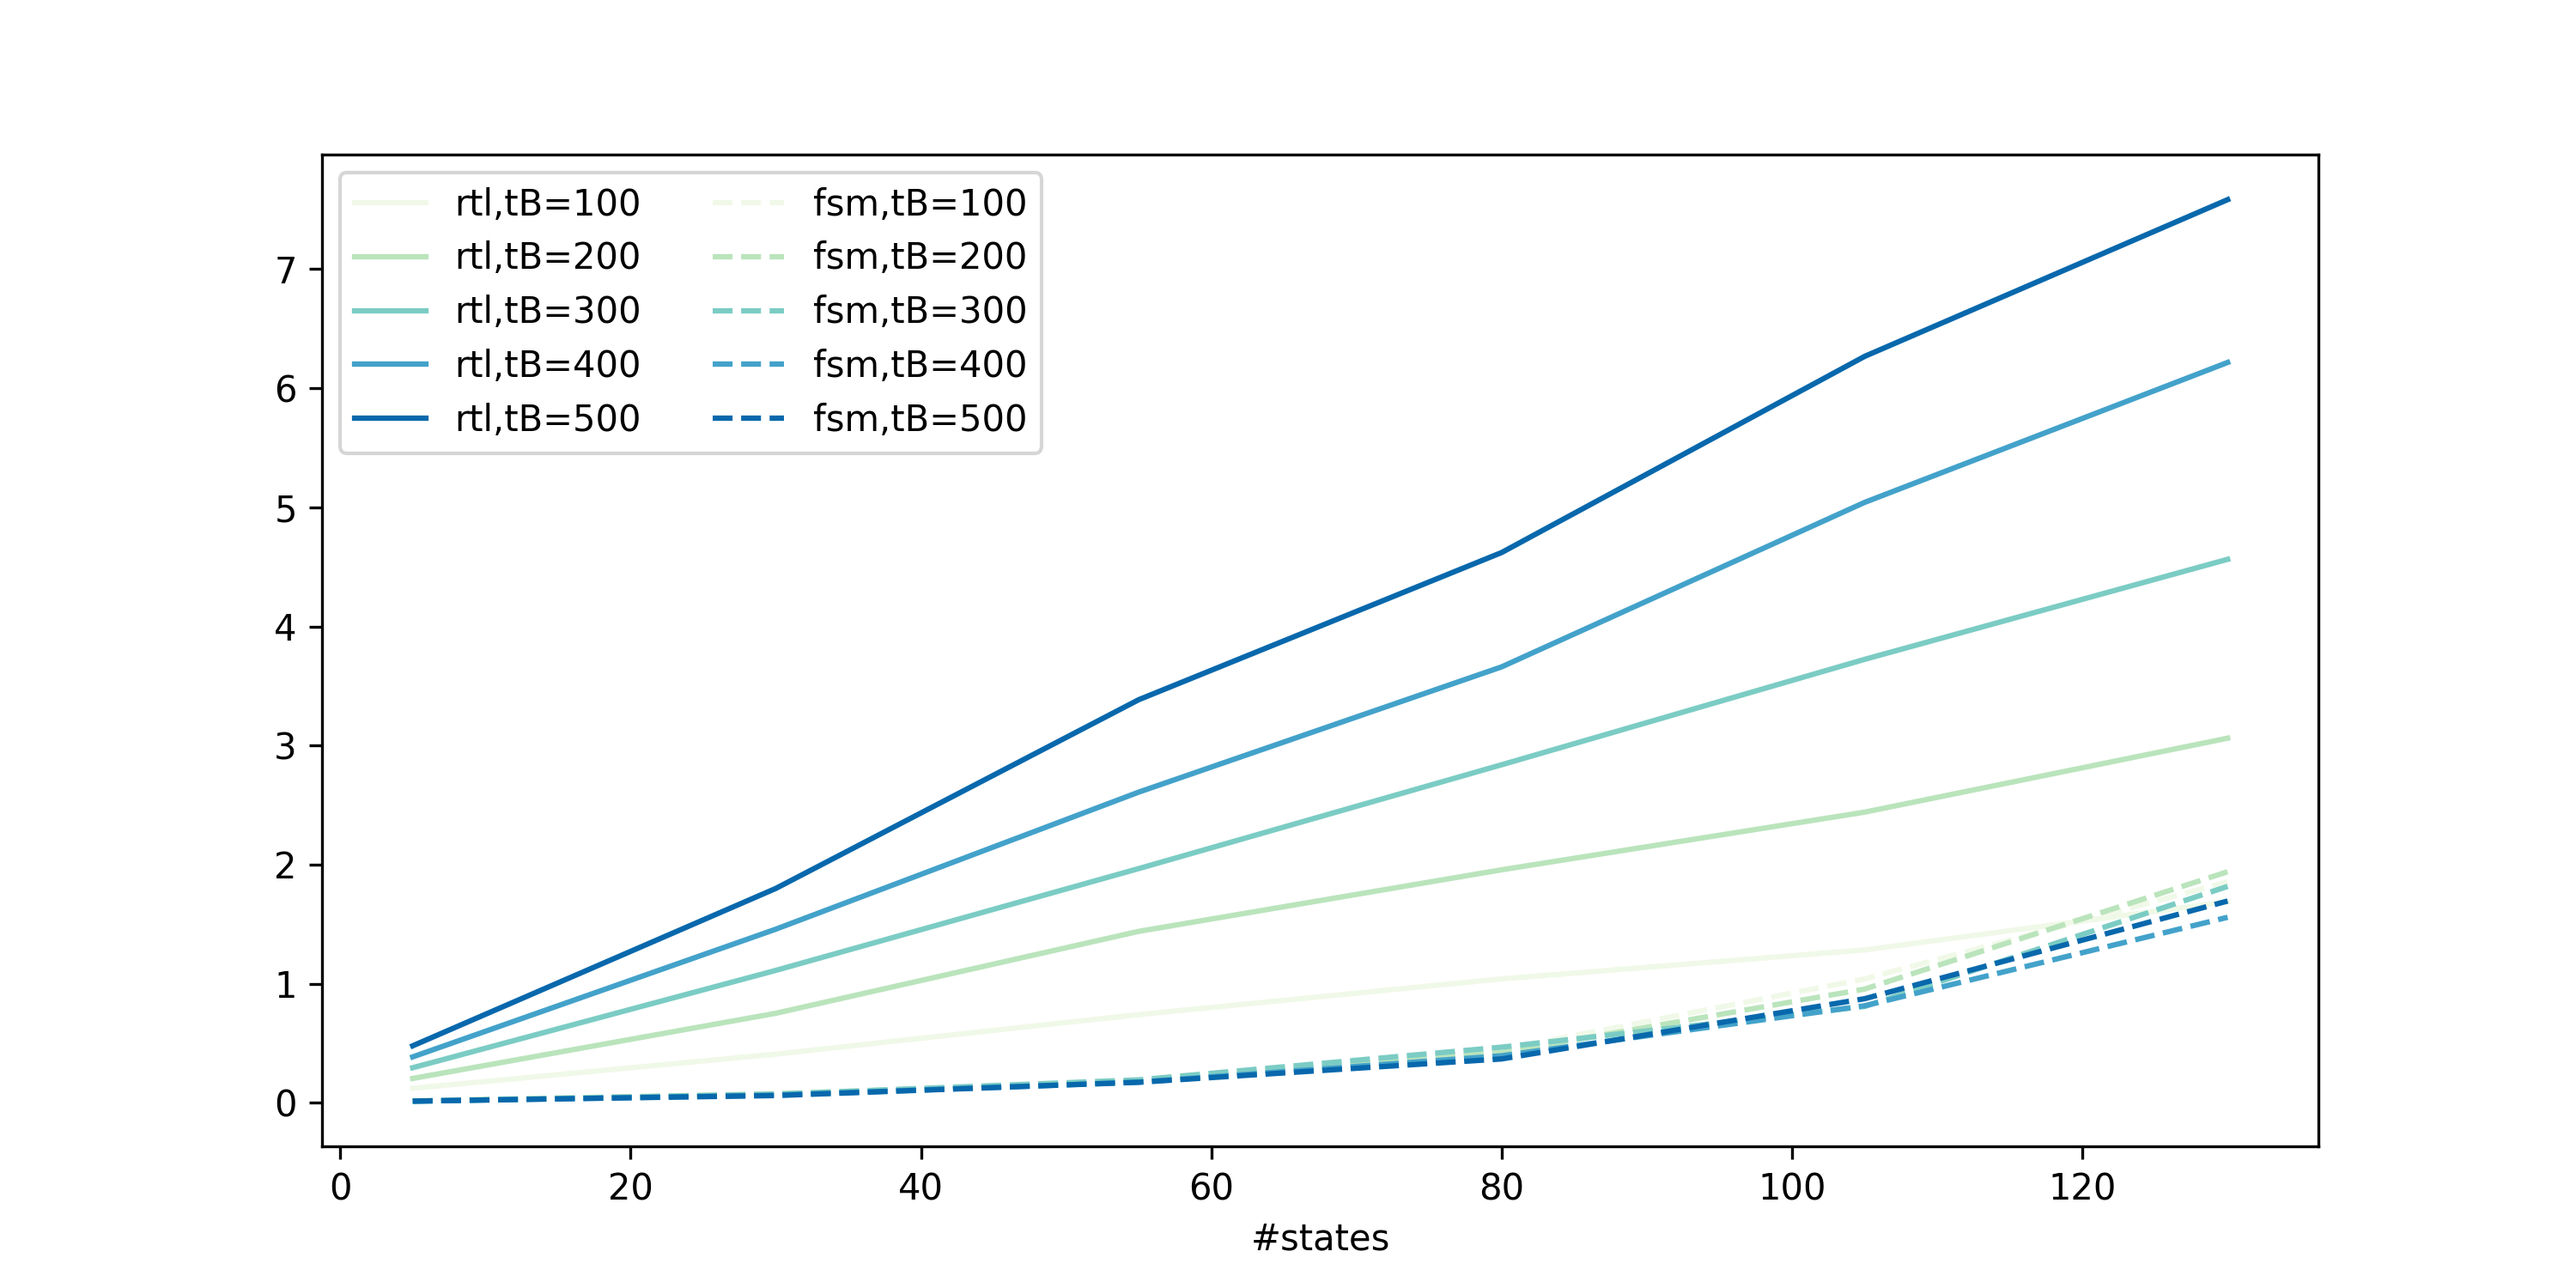 rtl,tB=100
rtl,tB=200
rtl,tB=300
rtl,tB=400
rtl,tB=500
fsm,tB=100
fsm,tB=200
fsm,tB=300
fsm,tB=400
fsm,tB=500
7
6
5
4
3
2
1
0
0 20 40 60 80 100 120
#states